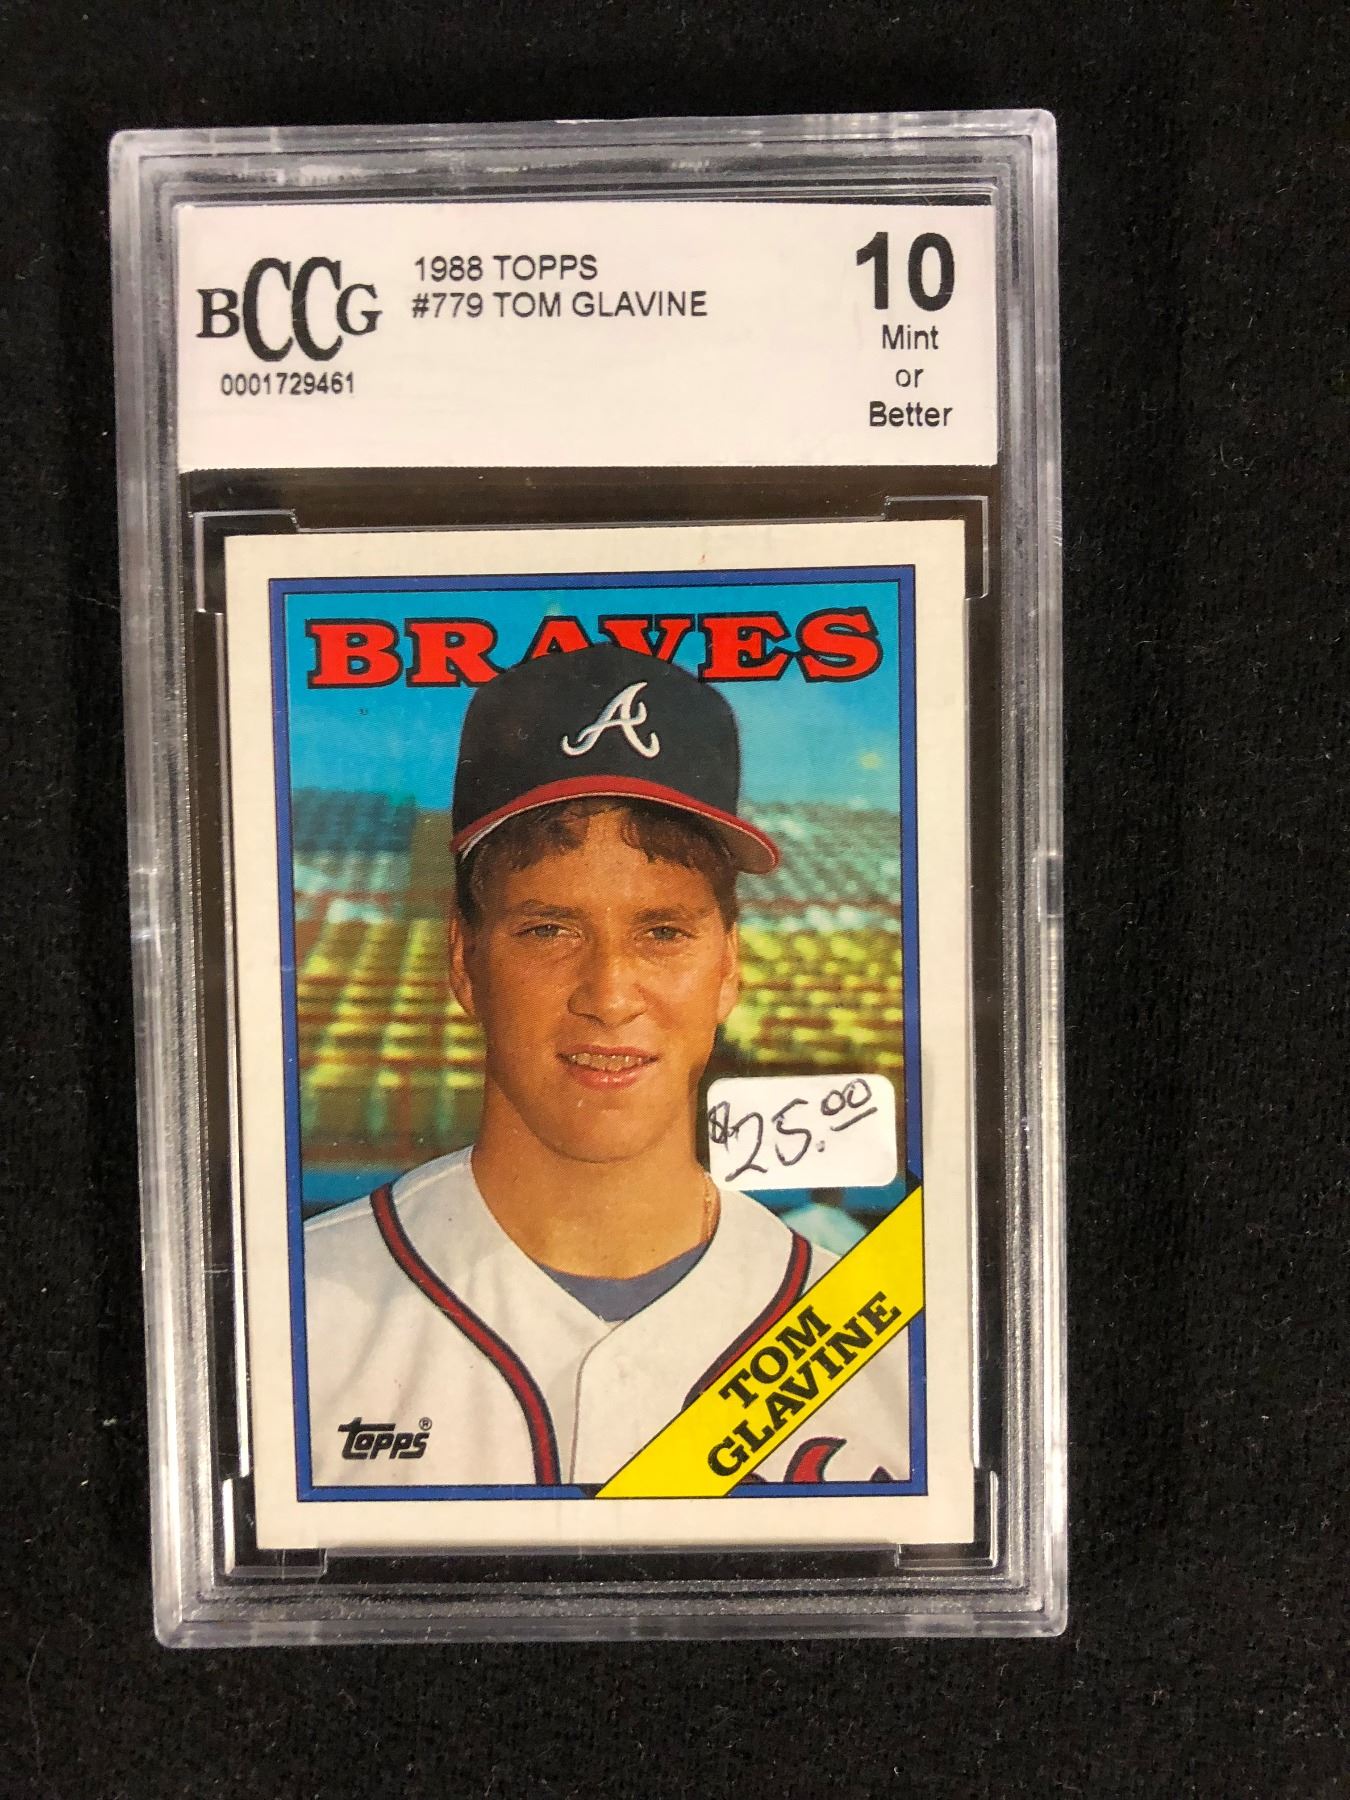 BCCG
0001729461
1988 TOPPS
#779 TOM GLAVINE
10
Mint
or
Better
BRAVES
A
$25.00
TOM
GLAVINE
topps®